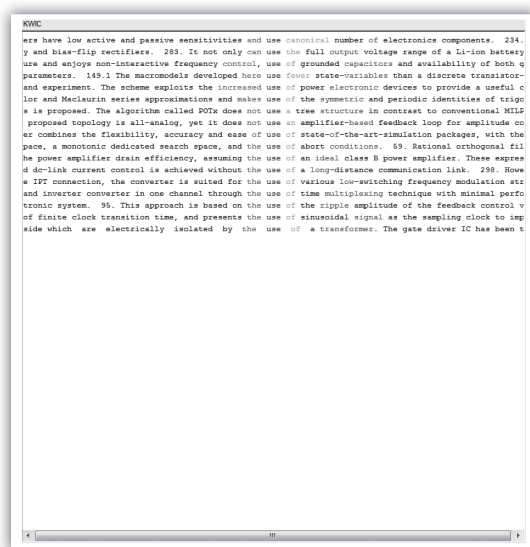 KWIC
ers have low active and passive sensitivities and use canonical number of electronics components. 234.
y and bias-flip rectifiers. 283. It not only can use the full output voltage range of a Li-ion battery
ure and enjoys non-interactive frequency control, use of grounded capacitors and availability of both q
parameters. 149.1 The macromodels developed here use fewer state-variables than a discrete transistor-
and experiment. The scheme exploits the increased use of power electronic devices to provide a useful c
lor and Maclaurin series approximations and makes use of the symmetric and periodic identities of trigo
s is proposed. The algorithm called POTx does not use a tree structure in contrast to conventional MILP
proposed topology is all-analog, yet it does not use an amplifier-based feedback loop for amplitude co
er combines the flexibility, accuracy and ease of use of state-of-the-art-simulation packages, with the
pace, a monotonic dedicated search space, and the use of abort conditions. 59. Rational orthogonal fil
he power amplifier drain efficiency, assuming the use of an ideal class B power amplifier. These expres
d dc-link current control is achieved without the use of a long-distance communication link. 298. Howe
e IPT connection, the converter is suited for the use of various low-switching frequency modulation str
and inverter converter in one channel through the use of time multiplexing technique with minimal perfo
tronic system. 95. This approach is based on the use of the ripple amplitude of the feedback control v
of finite clock transition time, and presents the use of sinusoidal signal as the sampling clock to imp
side which are electrically isolated by the use of a transformer. The gate driver IC has been t